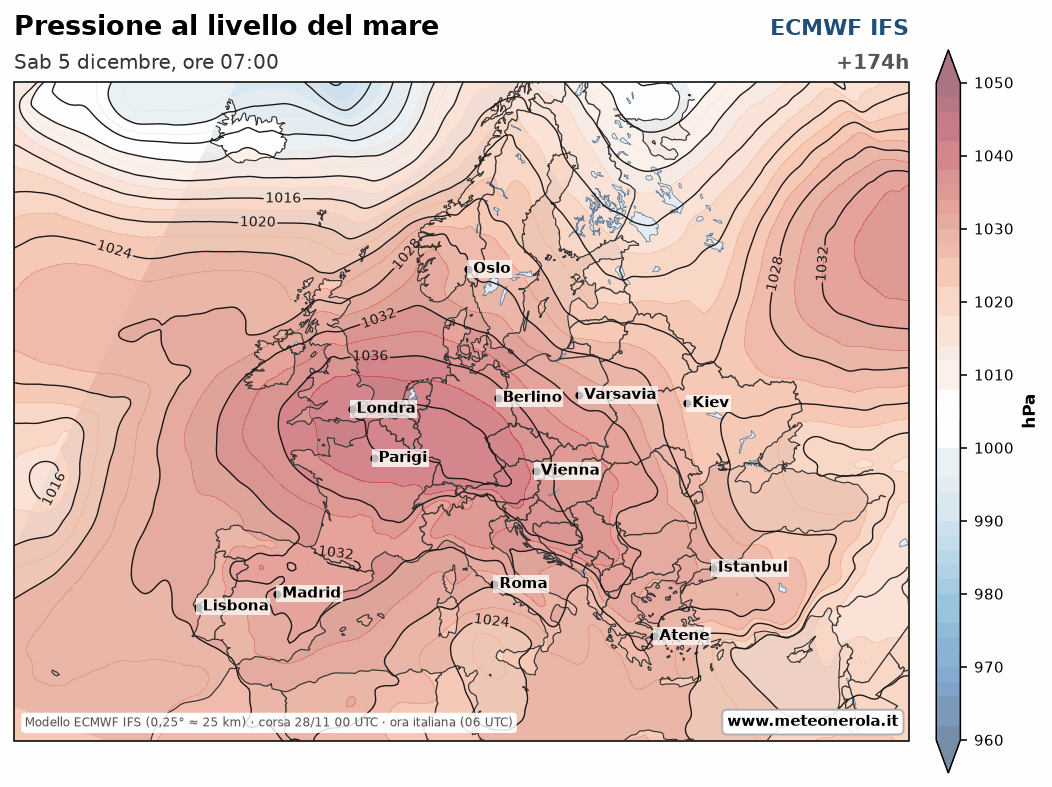 Pressione al livello del mare
ECMWF IFS
Sab 5 dicembre, ore 07:00
+174h
1016
1020
1024
1028
1028
1032
1032
1036
1032
1016
1024
Oslo
Berlino
Varsavia
Kiev
Londra
Parigi
Vienna
Istanbul
Roma
Madrid
Lisbona
Atene
Modello ECMWF IFS (0,25° ≈ 25 km) · corsa 28/11 00 UTC · ora italiana (06 UTC)
www.meteonerola.it
1050
1040
1030
1020
1010
1000
990
980
970
960
hPa